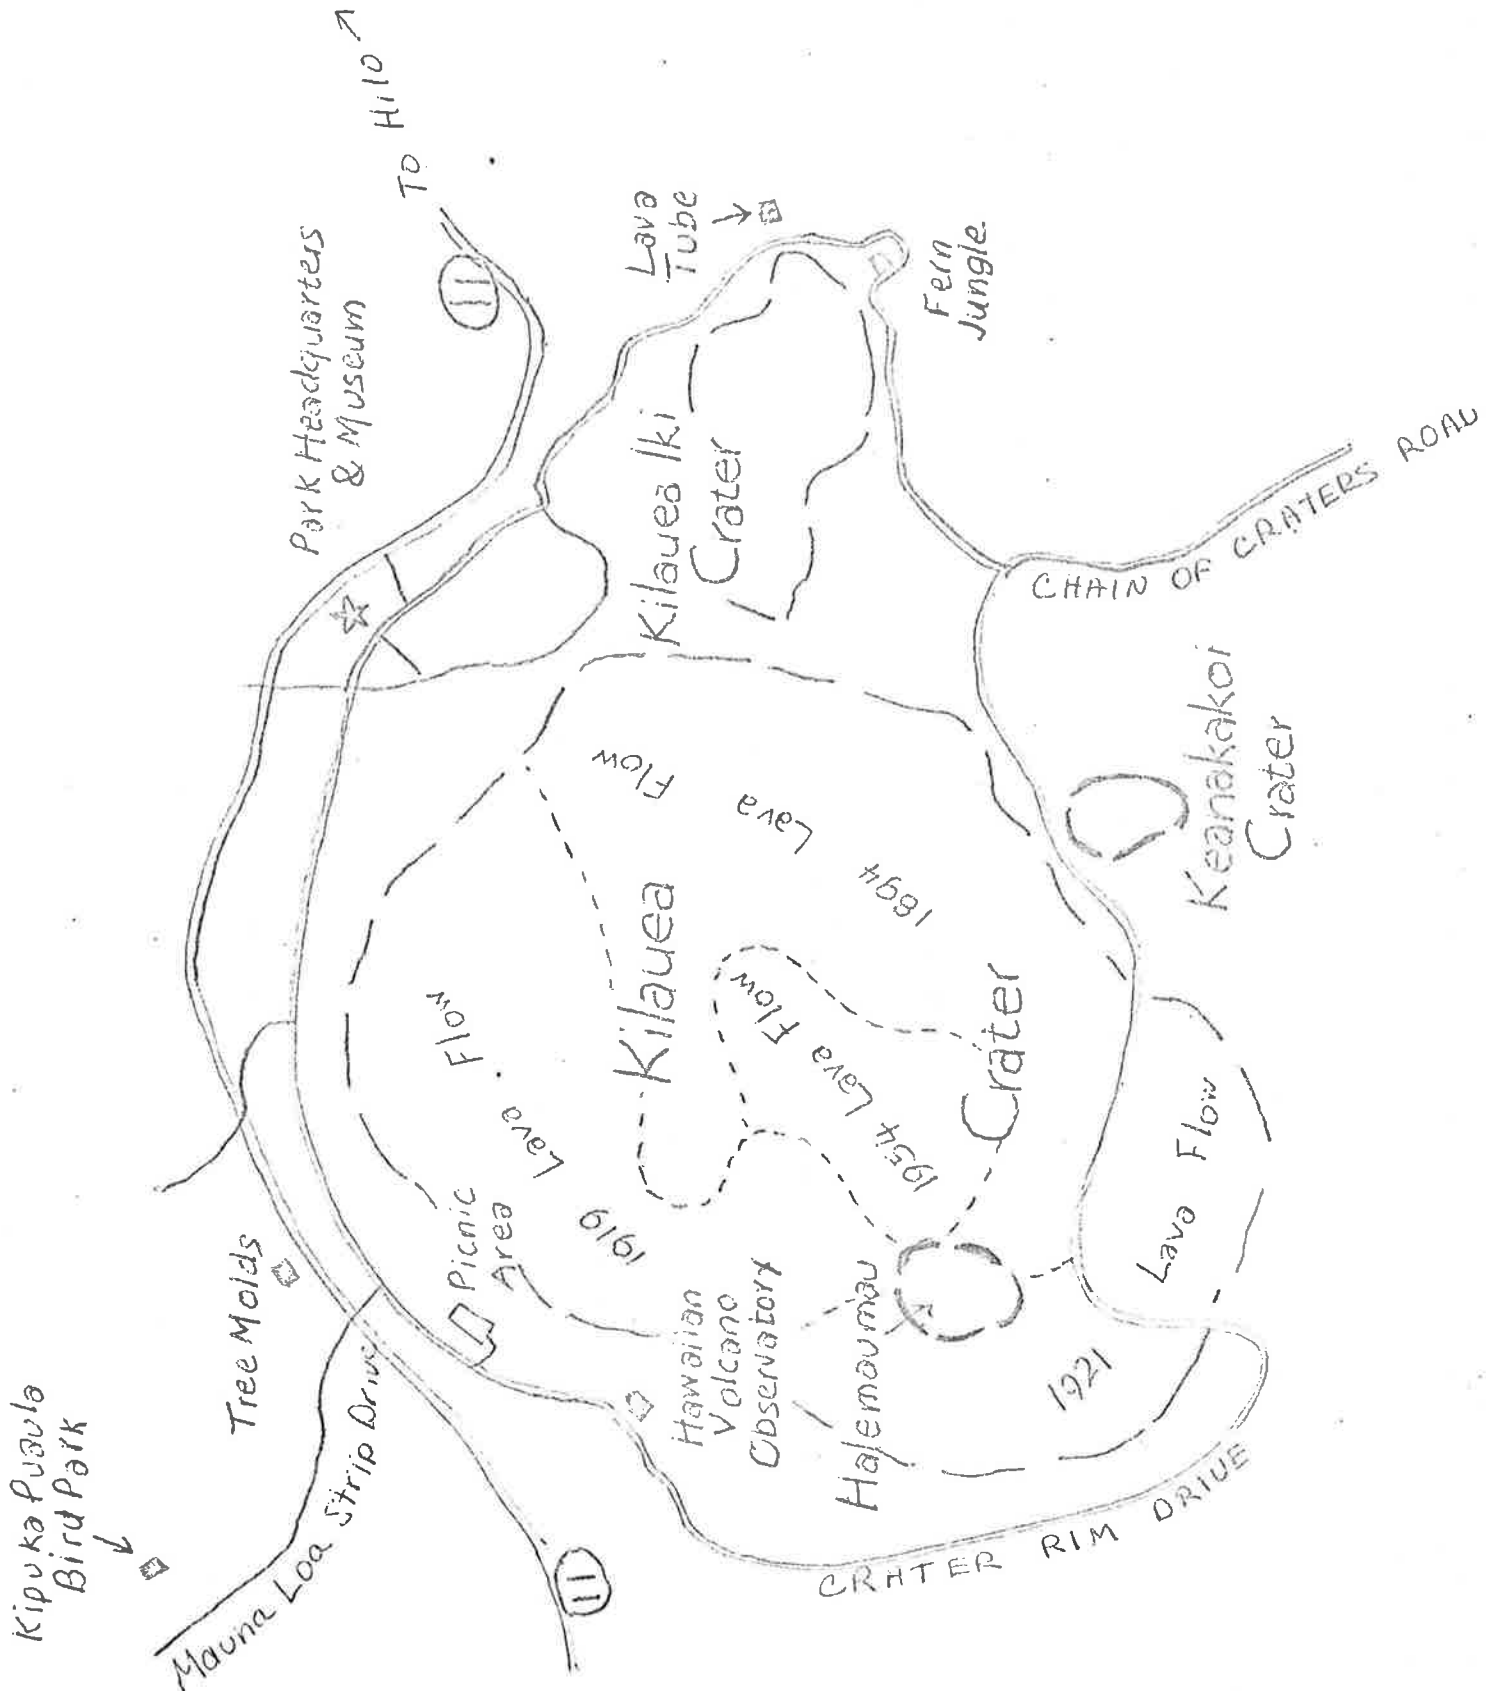 To Hilo
11
Park Headquarters
& Museum
Lava
Tube
Fern
Jungle
Kilauea Iki
Crater
CHAIN OF CRATERS ROAD
Keanakakoi
Crater
Kilauea
Crater
1894 Lava Flow
1954 Lava Flow
1919 Lava Flow
1921 Lava Flow
Halemaumau
Hawaiian
Volcano
Observatory
Picnic
Area
Tree Molds
Kipuka Puaula
Bird Park
Mauna Loa Strip Drive
11
CRATER RIM DRIVE